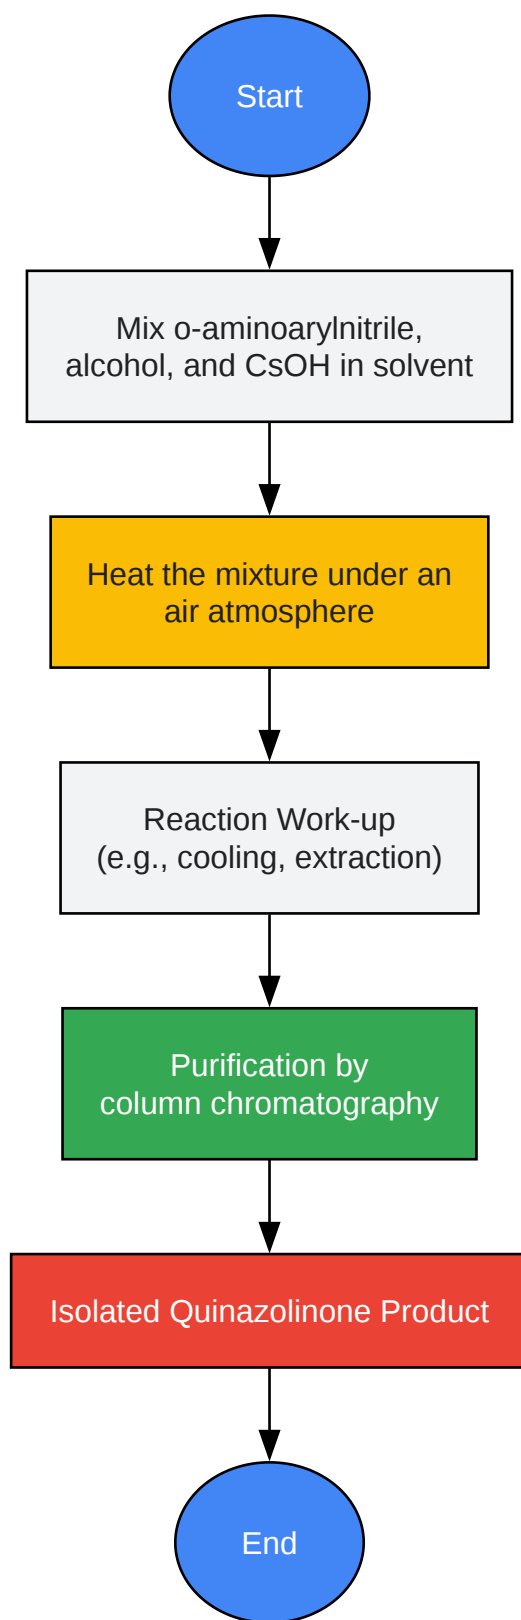 Start
Mix o-aminoarylnitrile,
alcohol, and CsOH in solvent
Heat the mixture under an
air atmosphere
Reaction Work-up
(e.g., cooling, extraction)
Purification by
column chromatography
Isolated Quinazolinone Product
End